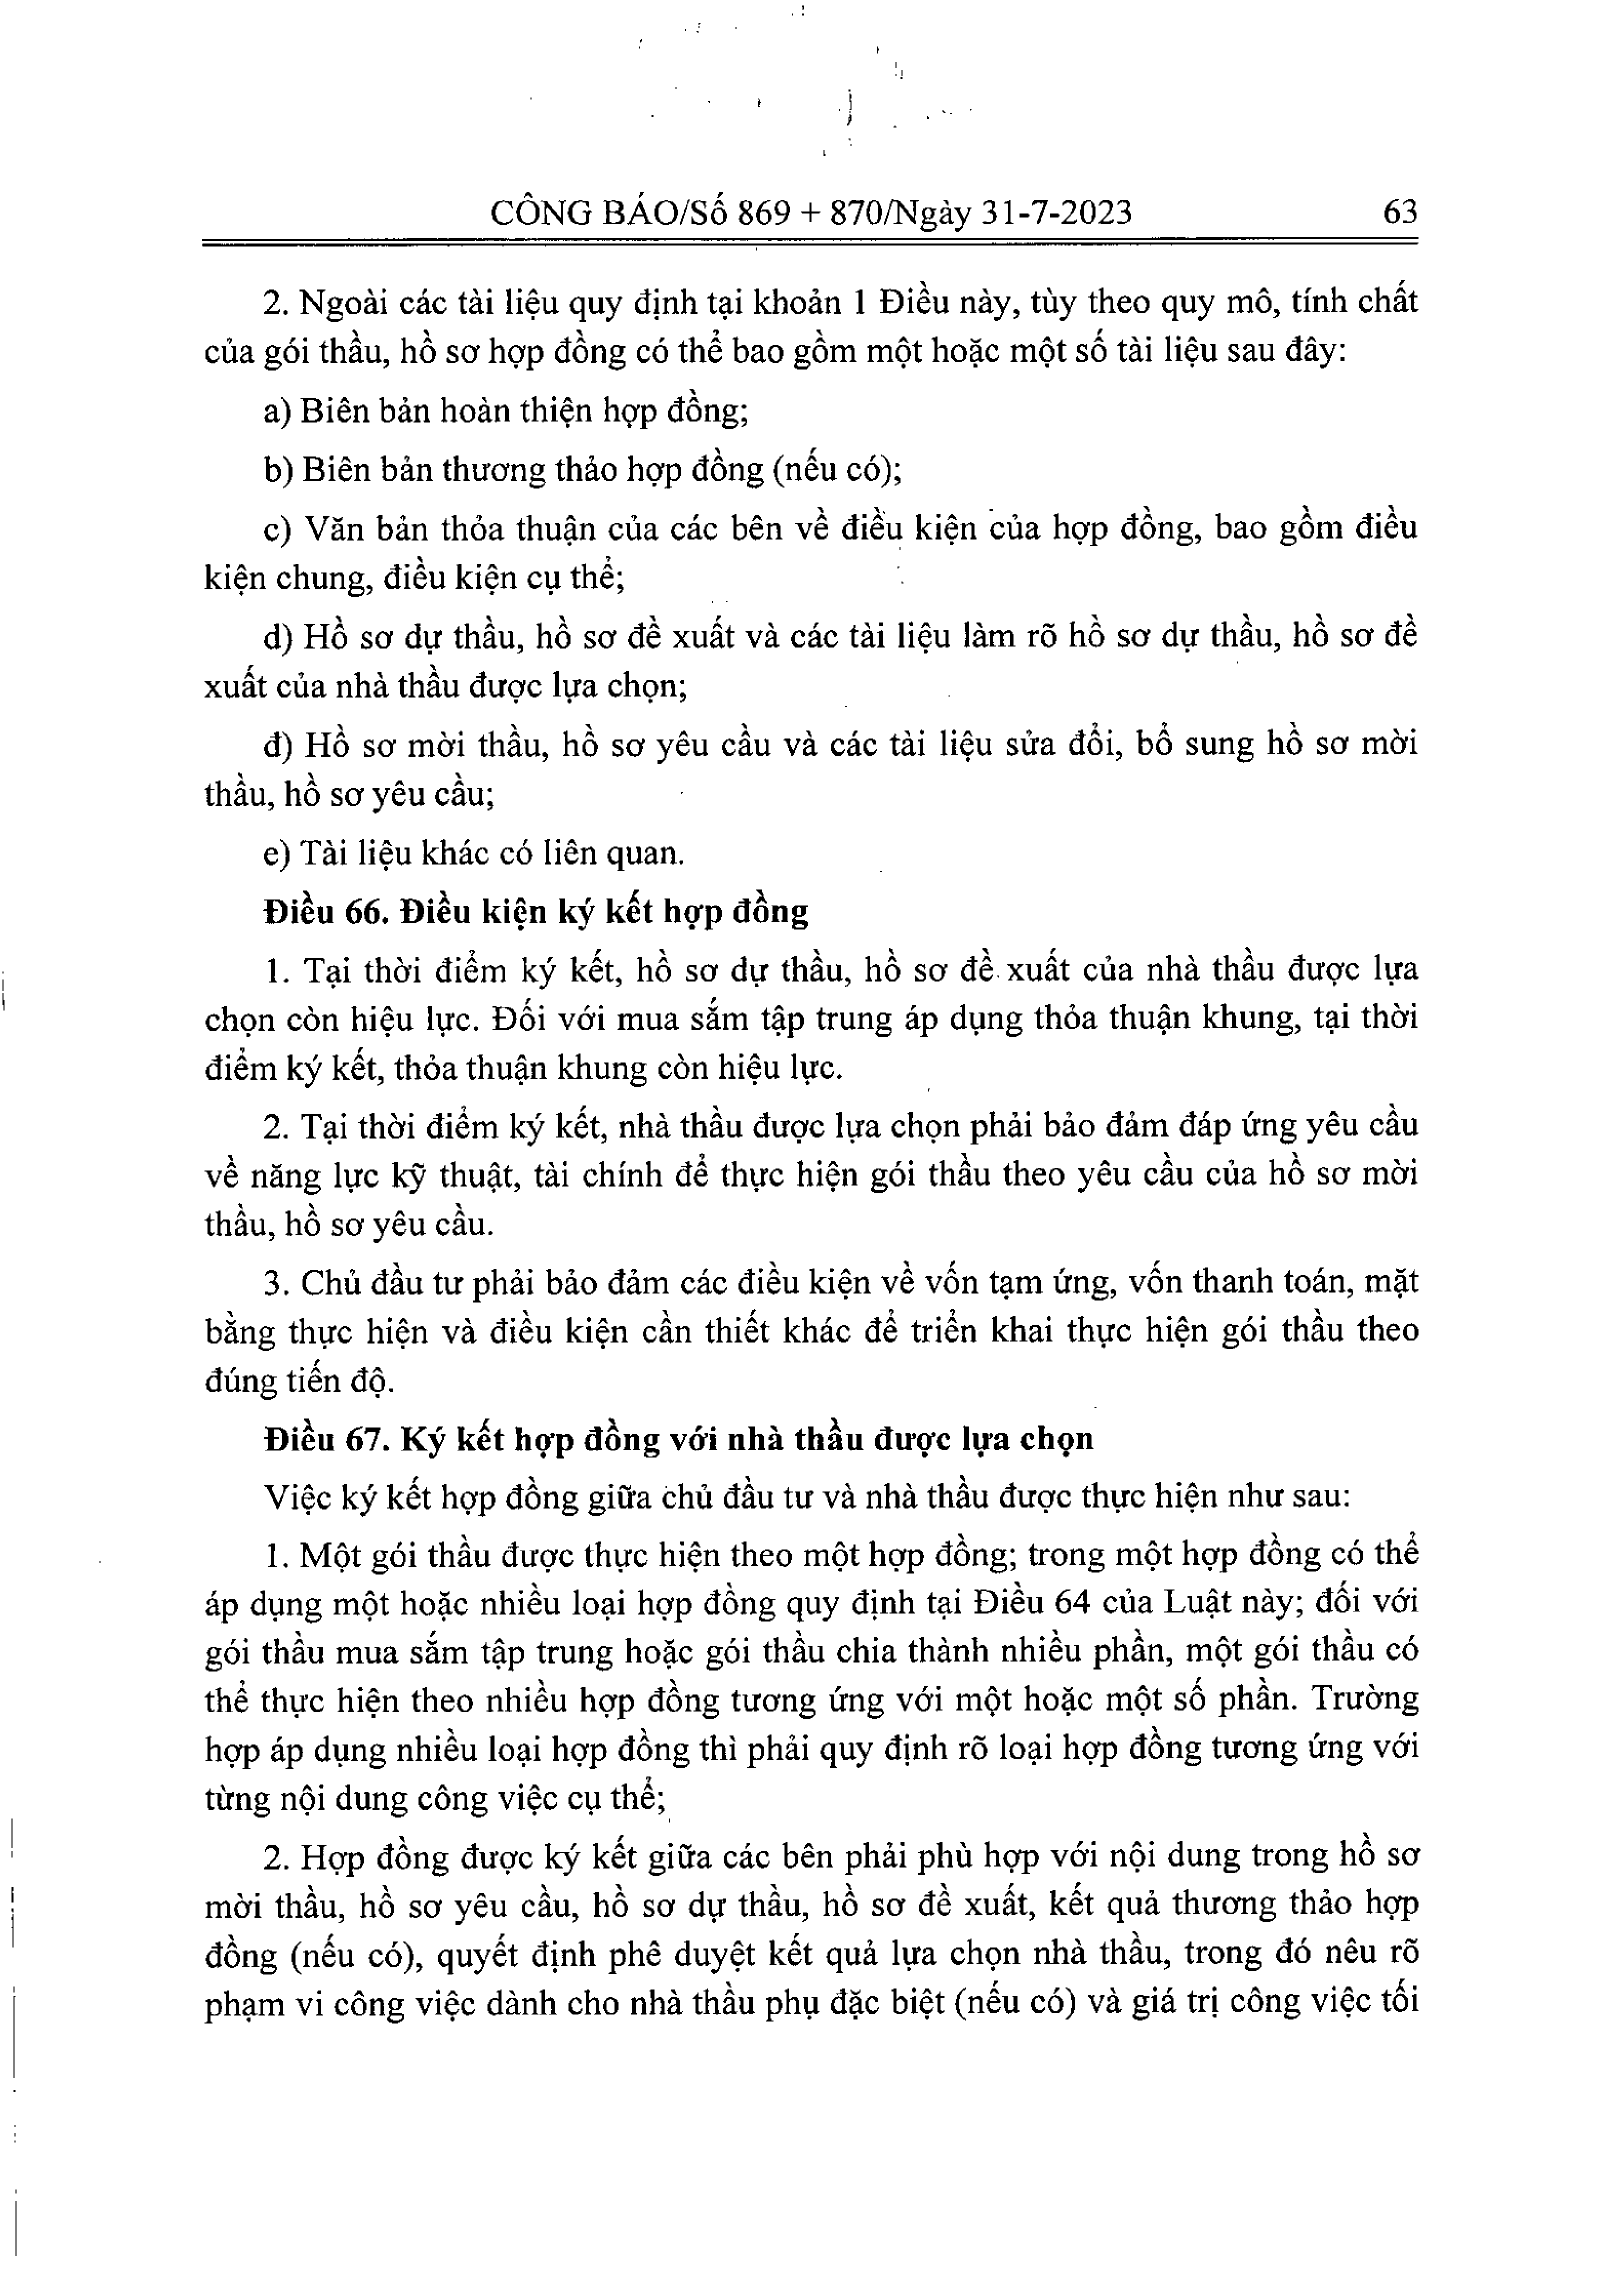 CÔNG BÁO/Số 869 + 870/Ngày 31-7-2023 63
2. Ngoài các tài liệu quy định tại khoản 1 Điều này, tùy theo quy mô, tính chất
của gói thầu, hồ sơ hợp đồng có thể bao gồm một hoặc một số tài liệu sau đây:
a) Biên bản hoàn thiện hợp đồng;
b) Biên bản thương thảo hợp đồng (nếu có);
c) Văn bản thỏa thuận của các bên về điều kiện của hợp đồng, bao gồm điều
kiện chung, điều kiện cụ thể;
d) Hồ sơ dự thầu, hồ sơ đề xuất và các tài liệu làm rõ hồ sơ dự thầu, hồ sơ đề
xuất của nhà thầu được lựa chọn;
đ) Hồ sơ mời thầu, hồ sơ yêu cầu và các tài liệu sửa đổi, bổ sung hồ sơ mời
thầu, hồ sơ yêu cầu;
e) Tài liệu khác có liên quan.
Điều 66. Điều kiện ký kết hợp đồng
1. Tại thời điểm ký kết, hồ sơ dự thầu, hồ sơ đề xuất của nhà thầu được lựa
chọn còn hiệu lực. Đối với mua sắm tập trung áp dụng thỏa thuận khung, tại thời
điểm ký kết, thỏa thuận khung còn hiệu lực.
2. Tại thời điểm ký kết, nhà thầu được lựa chọn phải bảo đảm đáp ứng yêu cầu
về năng lực kỹ thuật, tài chính để thực hiện gói thầu theo yêu cầu của hồ sơ mời
thầu, hồ sơ yêu cầu.
3. Chủ đầu tư phải bảo đảm các điều kiện về vốn tạm ứng, vốn thanh toán, mặt
bằng thực hiện và điều kiện cần thiết khác để triển khai thực hiện gói thầu theo
đúng tiến độ.
Điều 67. Ký kết hợp đồng với nhà thầu được lựa chọn
Việc ký kết hợp đồng giữa chủ đầu tư và nhà thầu được thực hiện như sau:
1. Một gói thầu được thực hiện theo một hợp đồng; trong một hợp đồng có thể
áp dụng một hoặc nhiều loại hợp đồng quy định tại Điều 64 của Luật này; đối với
gói thầu mua sắm tập trung hoặc gói thầu chia thành nhiều phần, một gói thầu có
thể thực hiện theo nhiều hợp đồng tương ứng với một hoặc một số phần. Trường
hợp áp dụng nhiều loại hợp đồng thì phải quy định rõ loại hợp đồng tương ứng với
từng nội dung công việc cụ thể;
2. Hợp đồng được ký kết giữa các bên phải phù hợp với nội dung trong hồ sơ
mời thầu, hồ sơ yêu cầu, hồ sơ dự thầu, hồ sơ đề xuất, kết quả thương thảo hợp
đồng (nếu có), quyết định phê duyệt kết quả lựa chọn nhà thầu, trong đó nêu rõ
phạm vi công việc dành cho nhà thầu phụ đặc biệt (nếu có) và giá trị công việc tối